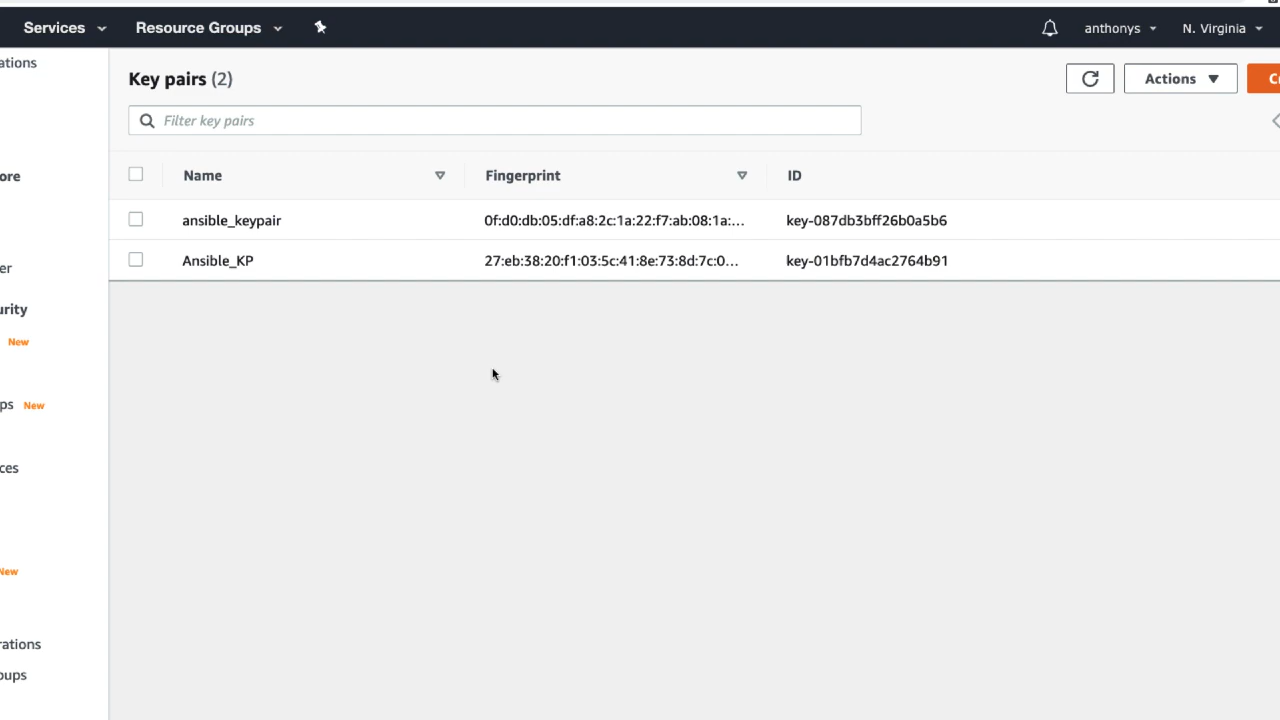 Services
Resource Groups
anthonys
N. Virginia
ations
ore
er
urity
New
ps New
ces
New
rations
oups
Key pairs (2)
Actions
Filter key pairs
Name Fingerprint ID
ansible_keypair 0f:d0:db:05:df:a8:2c:1a:22:f7:ab:08:1a:... key-087db3bff26b0a5b6
Ansible_KP 27:eb:38:20:f1:03:5c:41:8e:73:8d:7c:0... key-01bfb7d4ac2764b91